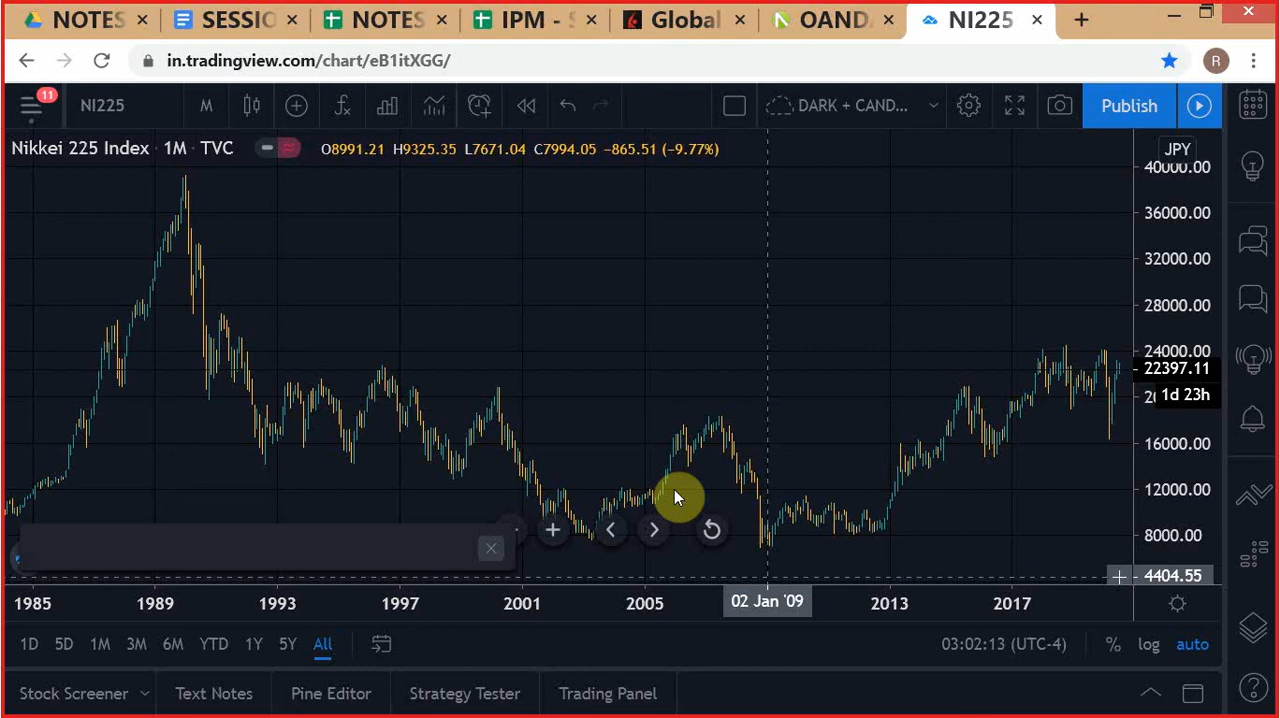 NOTES SESSIO NOTES IPM - S Global OAND NI225
in.tradingview.com/chart/eB1itXGG/ R
11 NI225 M DARK + CAND... Publish
Nikkei 225 Index 1M TVC O8991.21 H9325.35 L7671.04 C7994.05 −865.51 (−9.77%) JPY
40000.00
36000.00
32000.00
28000.00
24000.00
22397.11
1d 23h
16000.00
12000.00
8000.00
4404.55
1985 1989 1993 1997 2001 2005 02 Jan '09 2013 2017
1D 5D 1M 3M 6M YTD 1Y 5Y All 03:02:13 (UTC-4) % log auto
Stock Screener Text Notes Pine Editor Strategy Tester Trading Panel